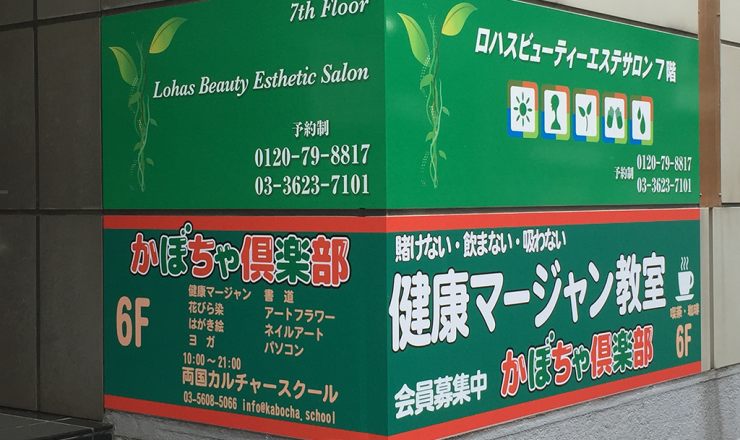 7th Floor
Lohas Beauty Esthetic Salon
予約制
0120-79-8817
03-3623-7101
ロハスビューティーエステサロン 7階
予約制
0120-79-8817
03-3623-7101
かぼちゃ倶楽部
6F
健康マージャン 書道
花びら染 アートフラワー
はがき絵 ネイルアート
ヨガ パソコン
10:00～21:00
両国カルチャースクール
03-5608-5066 info@kabocha.school
賭けない・飲まない・吸わない
健康マージャン教室
喫茶・珈琲
会員募集中 かぼちゃ倶楽部 6F